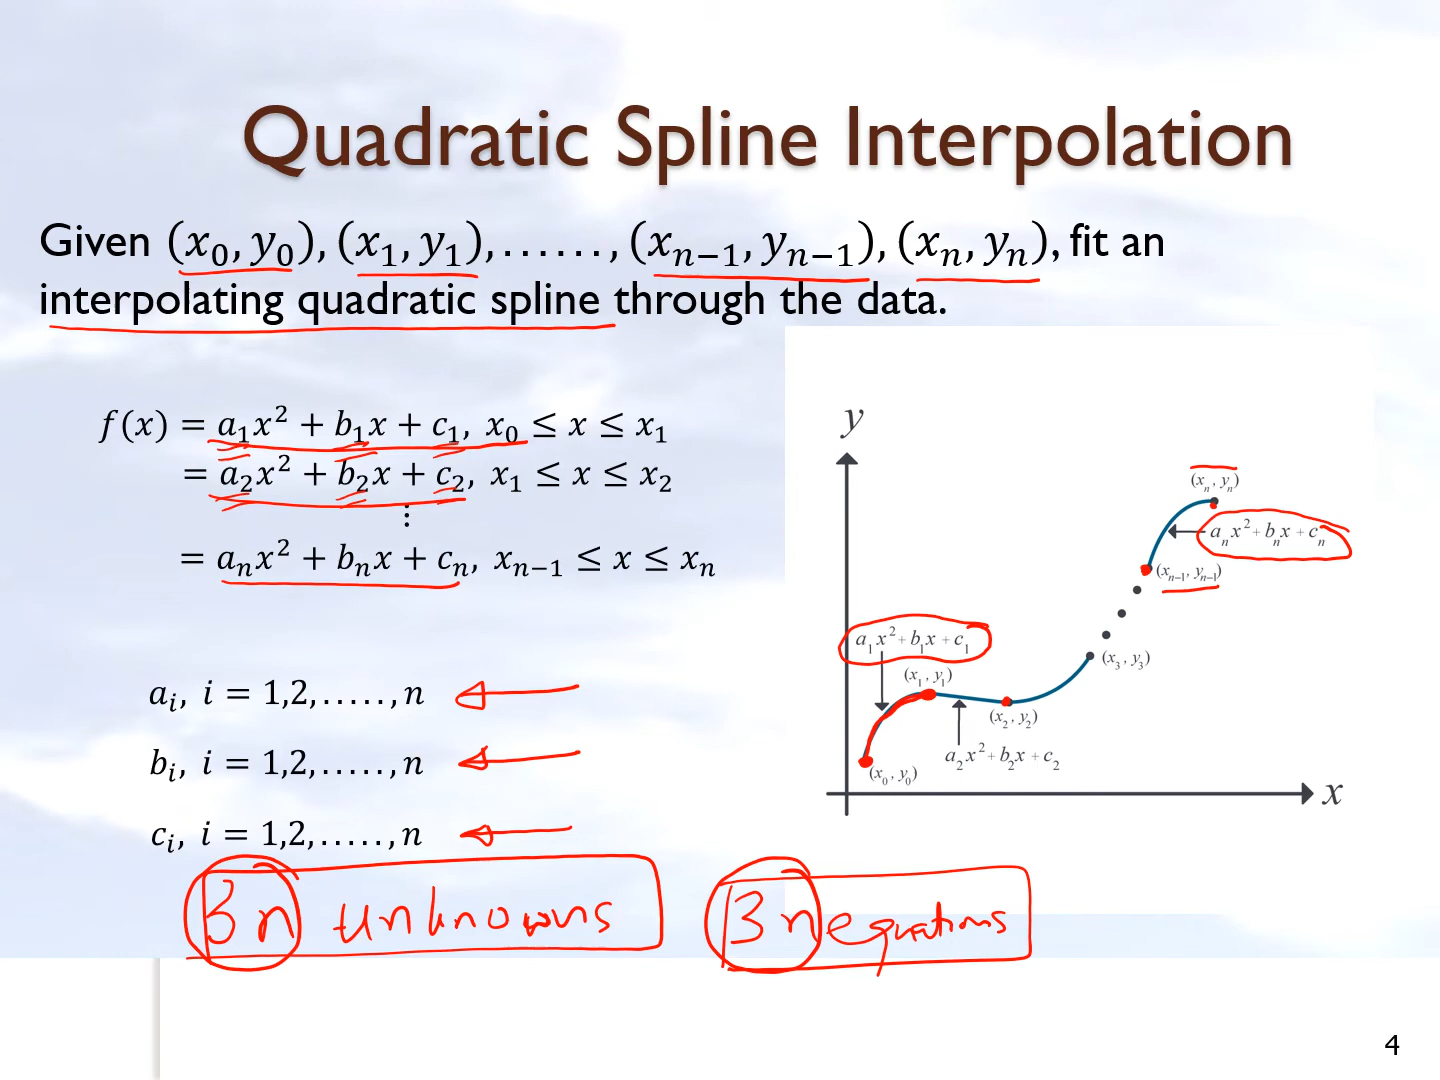 Quadratic Spline Interpolation
Given (x₀, y₀), (x₁, y₁), . . . . . . , (xₙ₋₁, yₙ₋₁), (xₙ, yₙ), fit an
interpolating quadratic spline through the data.
f(x) = a₁x² + b₁x + c₁, x₀ ≤ x ≤ x₁
= a₂x² + b₂x + c₂, x₁ ≤ x ≤ x₂
⋮
= aₙx² + bₙx + cₙ, xₙ₋₁ ≤ x ≤ xₙ
aᵢ, i = 1,2, . . . . . , n
bᵢ, i = 1,2, . . . . . , n
cᵢ, i = 1,2, . . . . . , n
3n unknowns
3n equations
y
(xₙ, yₙ)
aₙx² + bₙx + cₙ
(xₙ₋₁, yₙ₋₁)
a₁x² + b₁x + c₁
(x₃, y₃)
(x₁, y₁)
(x₂, y₂)
a₂x² + b₂x + c₂
(x₀, y₀)
x
4